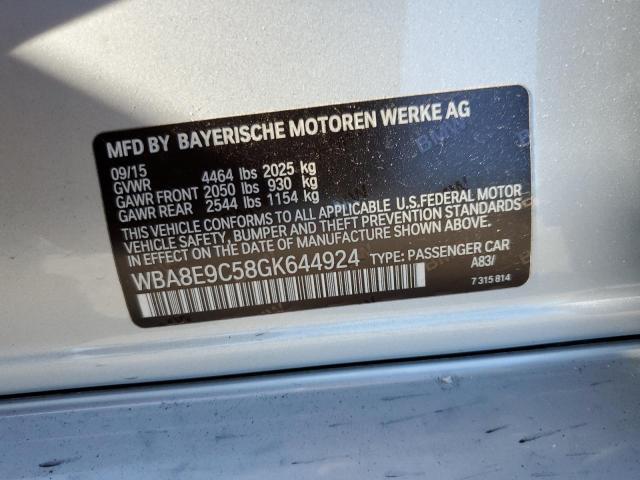 MFD BY BAYERISCHE MOTOREN WERKE AG
09/15
GVWR 4464 lbs 2025 kg
GAWR FRONT 2050 lbs 930 kg
GAWR REAR 2544 lbs 1154 kg
THIS VEHICLE CONFORMS TO ALL APPLICABLE U.S.FEDERAL MOTOR
VEHICLE SAFETY, BUMPER, AND THEFT PREVENTION STANDARDS
IN EFFECT ON THE DATE OF MANUFACTURE SHOWN ABOVE.
WBA8E9C58GK644924 TYPE: PASSENGER CAR
A83/
7 315 814